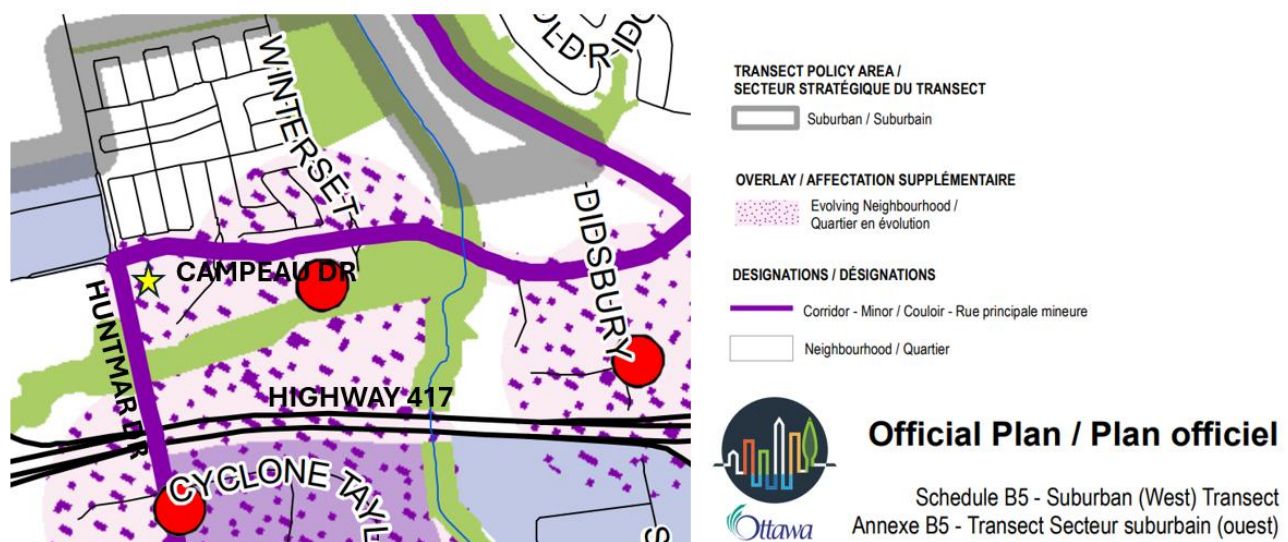 WINTERSET
OLD R
IDO
DIDSBURY
CAMPEAU DR
HUNTMAR DR
HIGHWAY 417
CYCLONE TAYL
S
TRANSECT POLICY AREA /
SECTEUR STRATÉGIQUE DU TRANSECT
Suburban / Suburbain
OVERLAY / AFFECTATION SUPPLÉMENTAIRE
Evolving Neighbourhood /
Quartier en évolution
DESIGNATIONS / DÉSIGNATIONS
Corridor - Minor / Couloir - Rue principale mineure
Neighbourhood / Quartier
Official Plan / Plan officiel
Schedule B5 - Suburban (West) Transect
Annexe B5 - Transect Secteur suburbain (ouest)
Ottawa